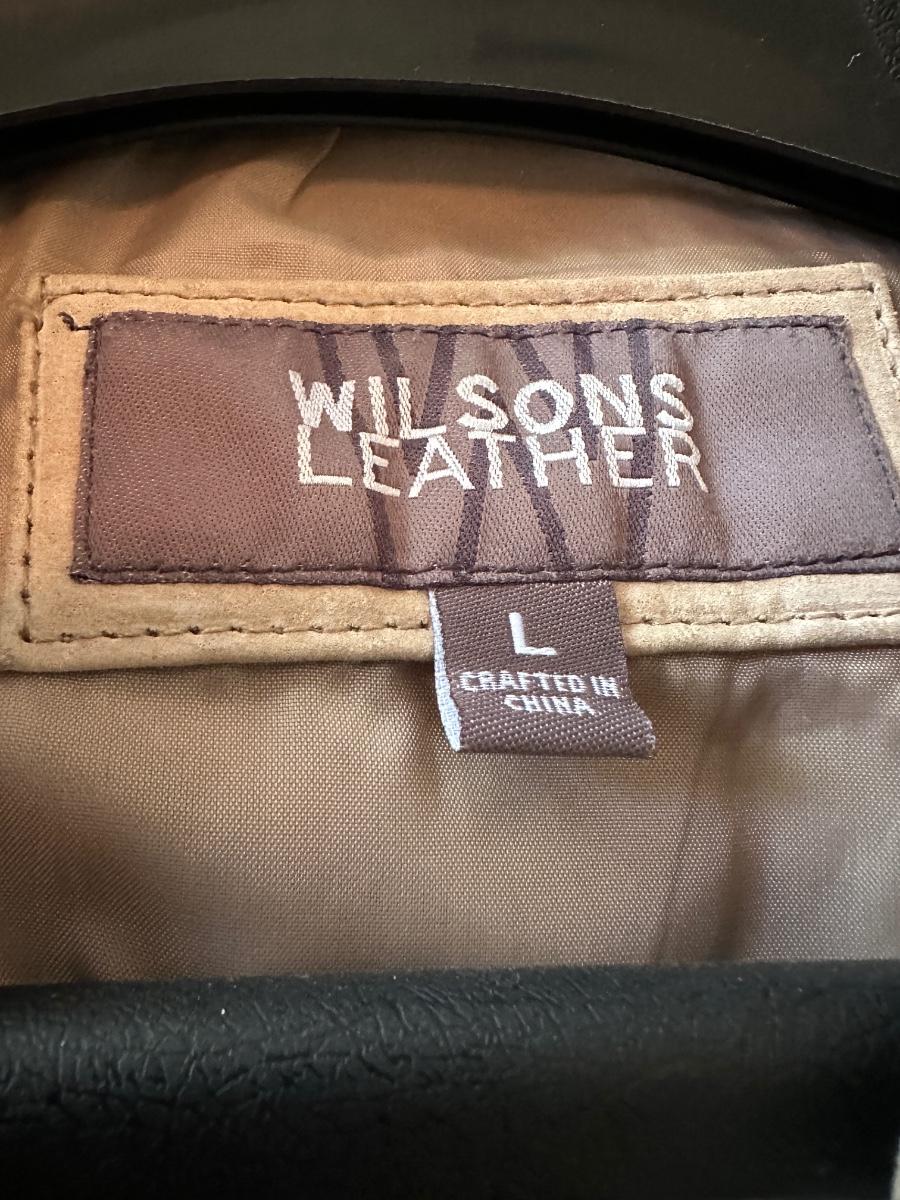 WILSONS
LEATHER
L
CRAFTED IN
CHINA